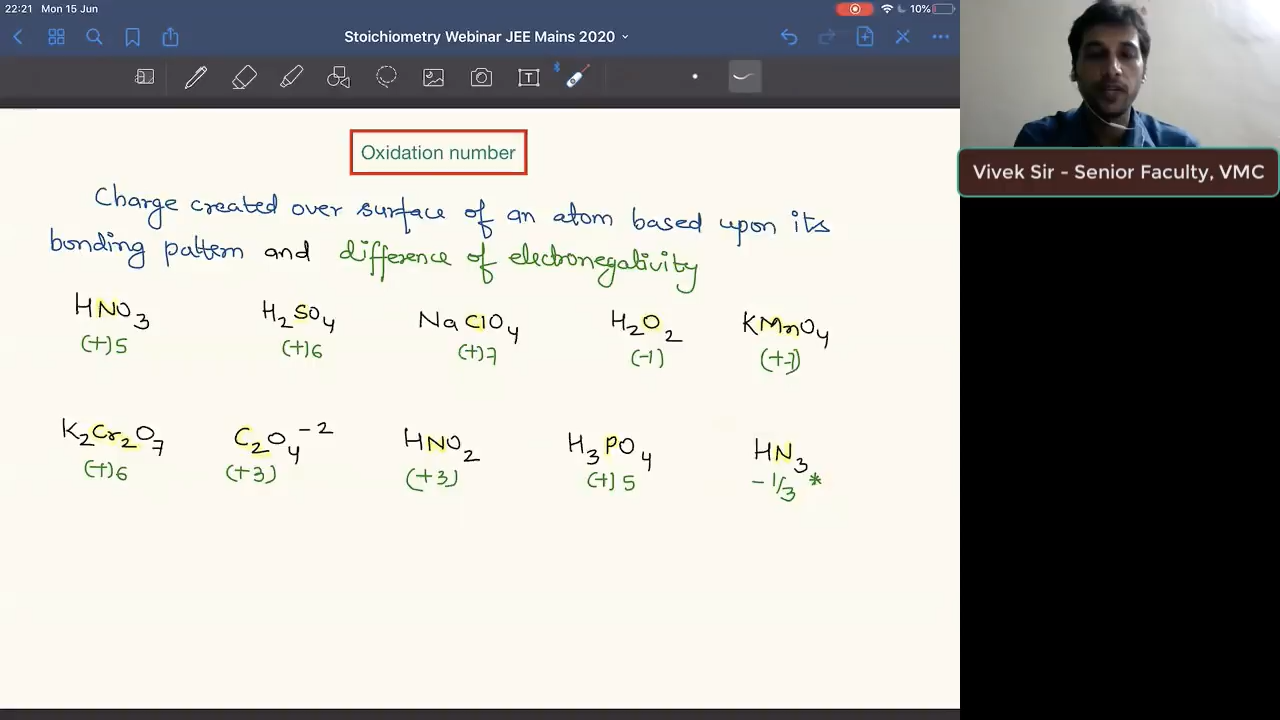 22:21 Mon 15 Jun
10%
Stoichiometry Webinar JEE Mains 2020
T
Oxidation number
Charge created over surface of an atom based upon its
bonding pattern and difference of electronegativity
HNO₃ H₂SO₄ NaClO₄ H₂O₂ KMnO₄
(+)5 (+)6 (+)7 (-1) (+7)
K₂Cr₂O₇ C₂O₄⁻² HNO₂ H₃PO₄ HN₃
(+)6 (+3) (+3) (+)5 -1/3 *
Vivek Sir - Senior Faculty, VMC